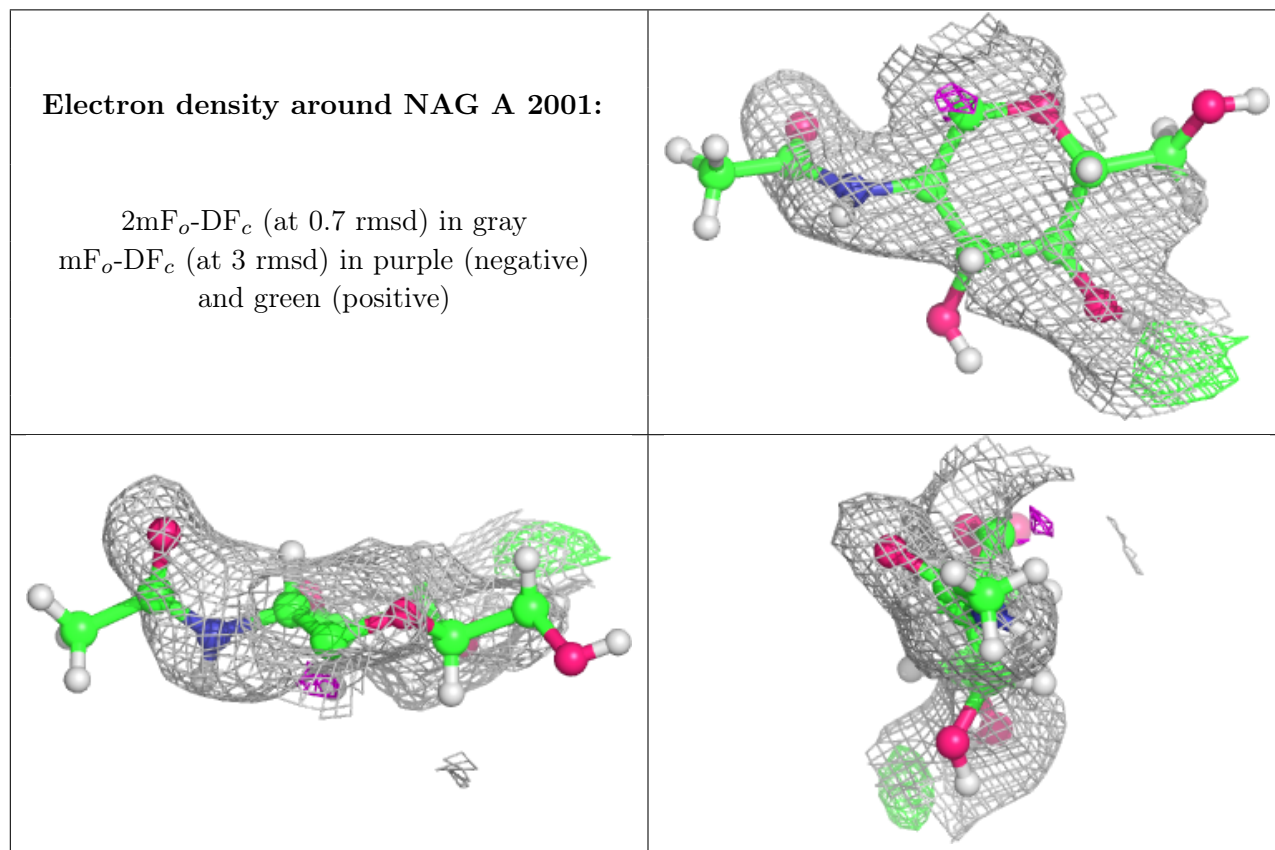 Electron density around NAG A 2001:
2mFo-DFc (at 0.7 rmsd) in gray
mFo-DFc (at 3 rmsd) in purple (negative)
and green (positive)